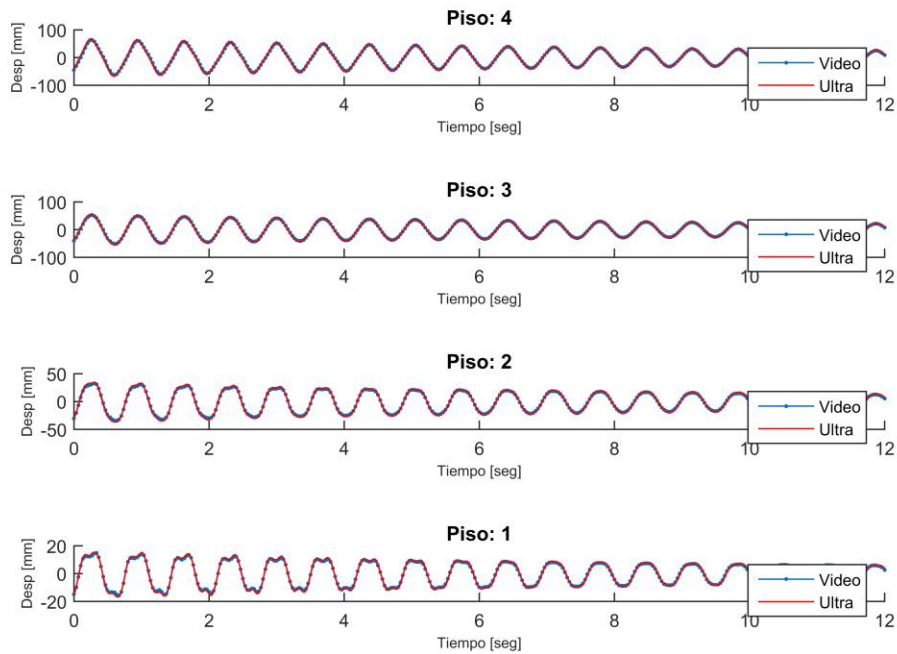 Piso: 4
Desp [mm]
100
0
-100
0 2 4 6 8 10 12
Tiempo [seg]
Video
Ultra
Piso: 3
Desp [mm]
100
0
-100
0 2 4 6 8 10 12
Tiempo [seg]
Video
Ultra
Piso: 2
Desp [mm]
50
0
-50
0 2 4 6 8 10 12
Tiempo [seg]
Video
Ultra
Piso: 1
Desp [mm]
20
0
-20
0 2 4 6 8 10 12
Tiempo [seg]
Video
Ultra